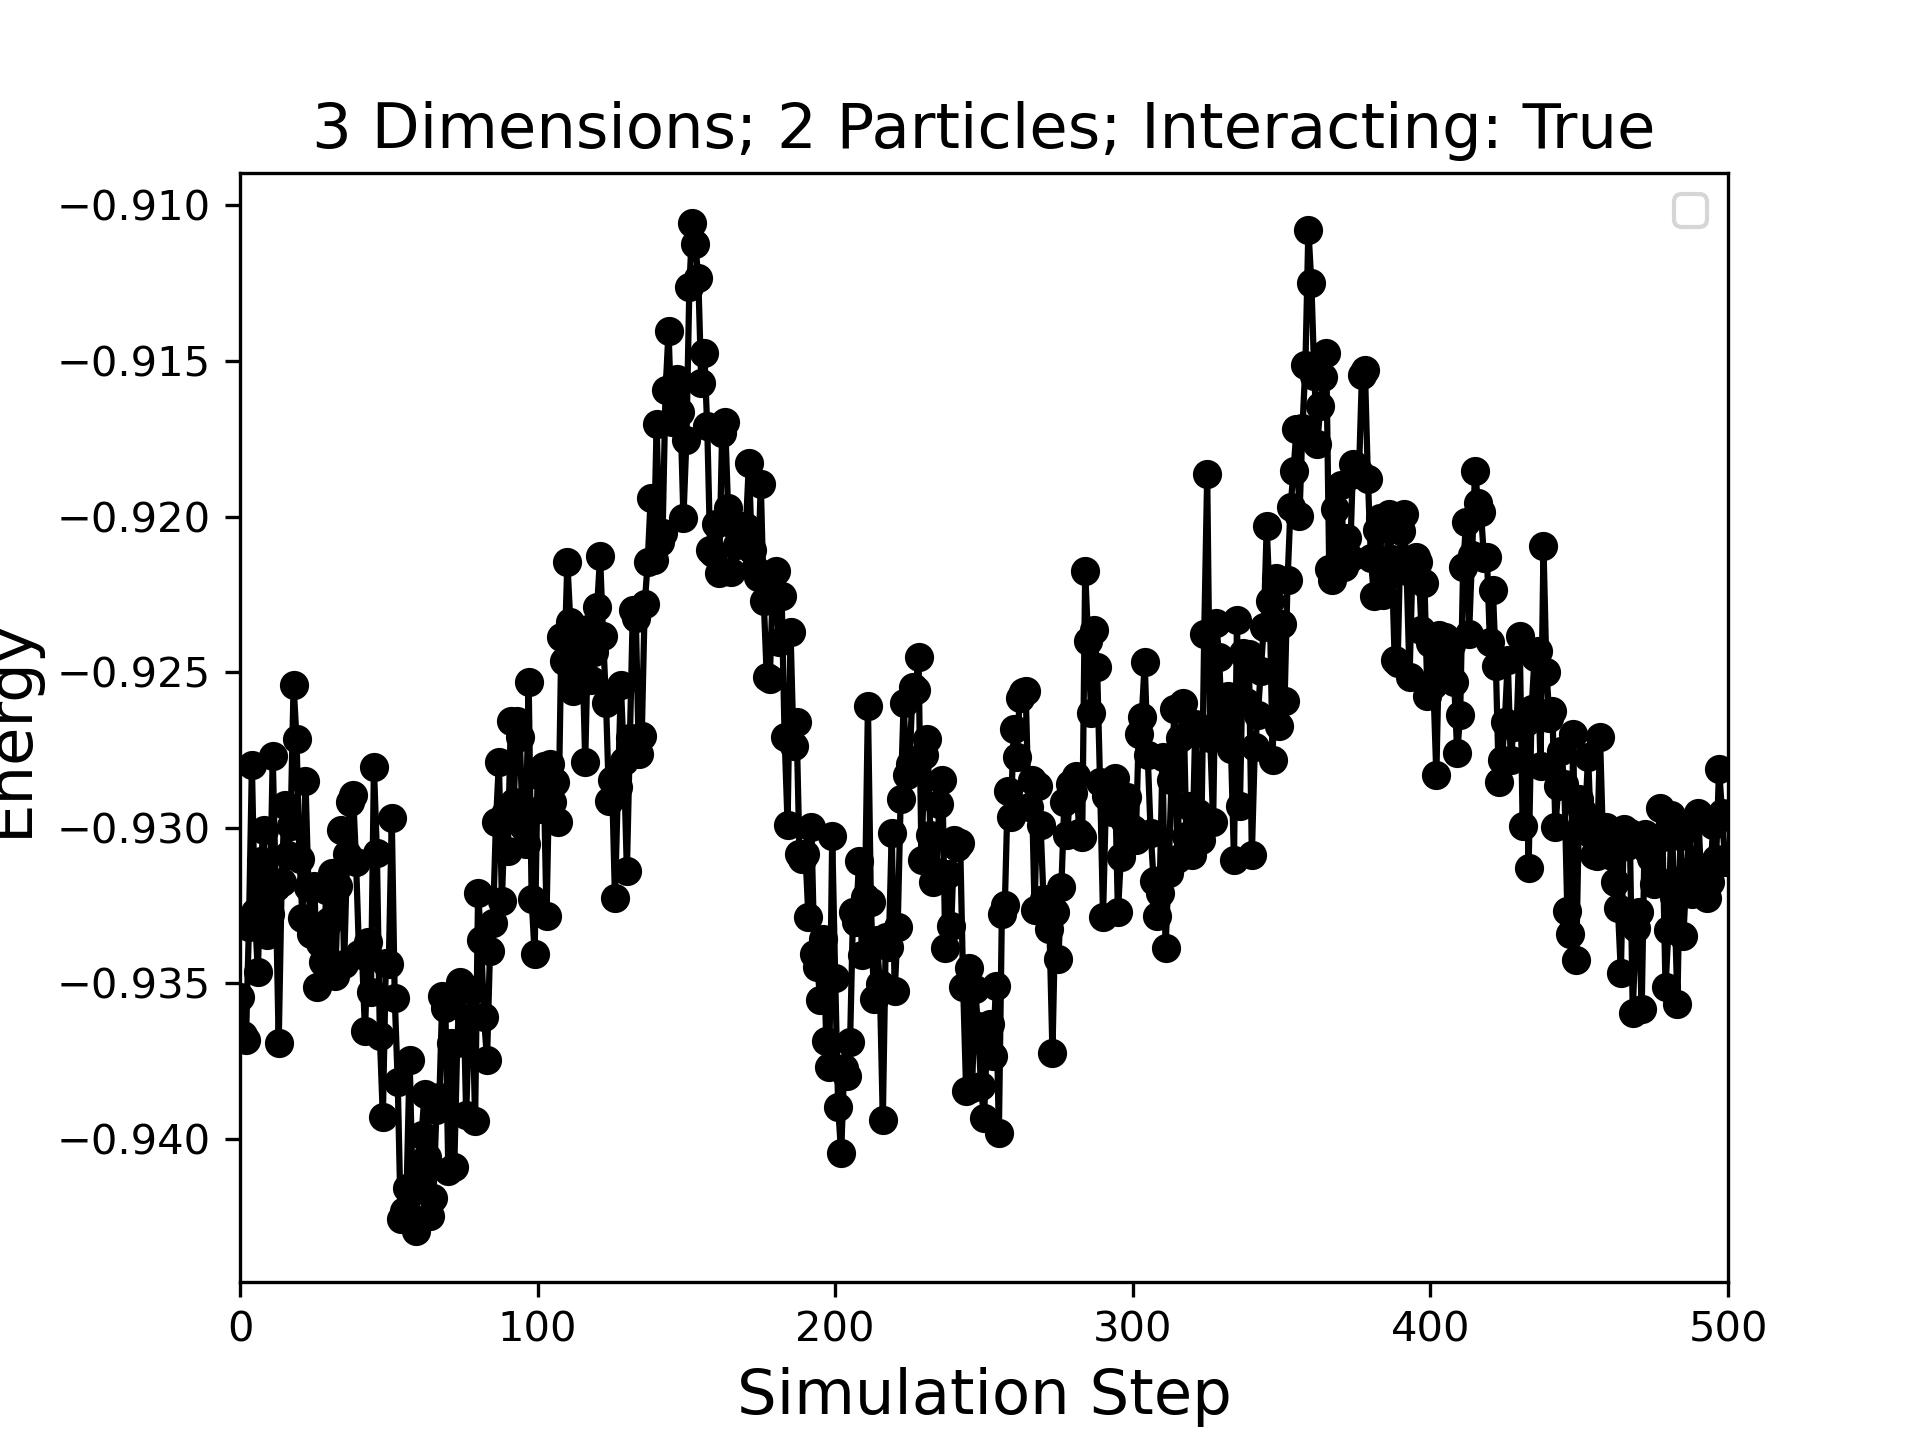 3 Dimensions; 2 Particles; Interacting: True
−0.910
−0.915
−0.920
−0.925
−0.930
−0.935
−0.940
Energy
0 100 200 300 400 500
Simulation Step